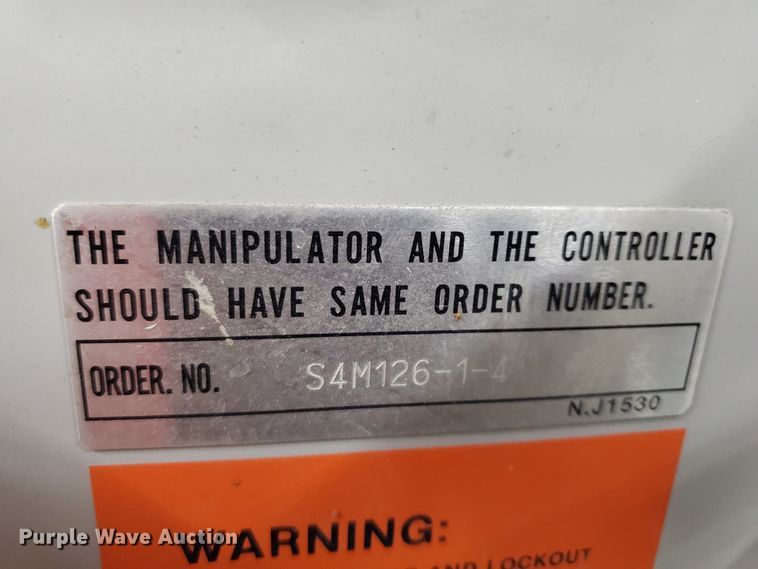 THE MANIPULATOR AND THE CONTROLLER
SHOULD HAVE SAME ORDER NUMBER.
ORDER. NO. S4M126-1-4
N.J1530
WARNING:
AND LOCKOUT
Purple Wave Auction